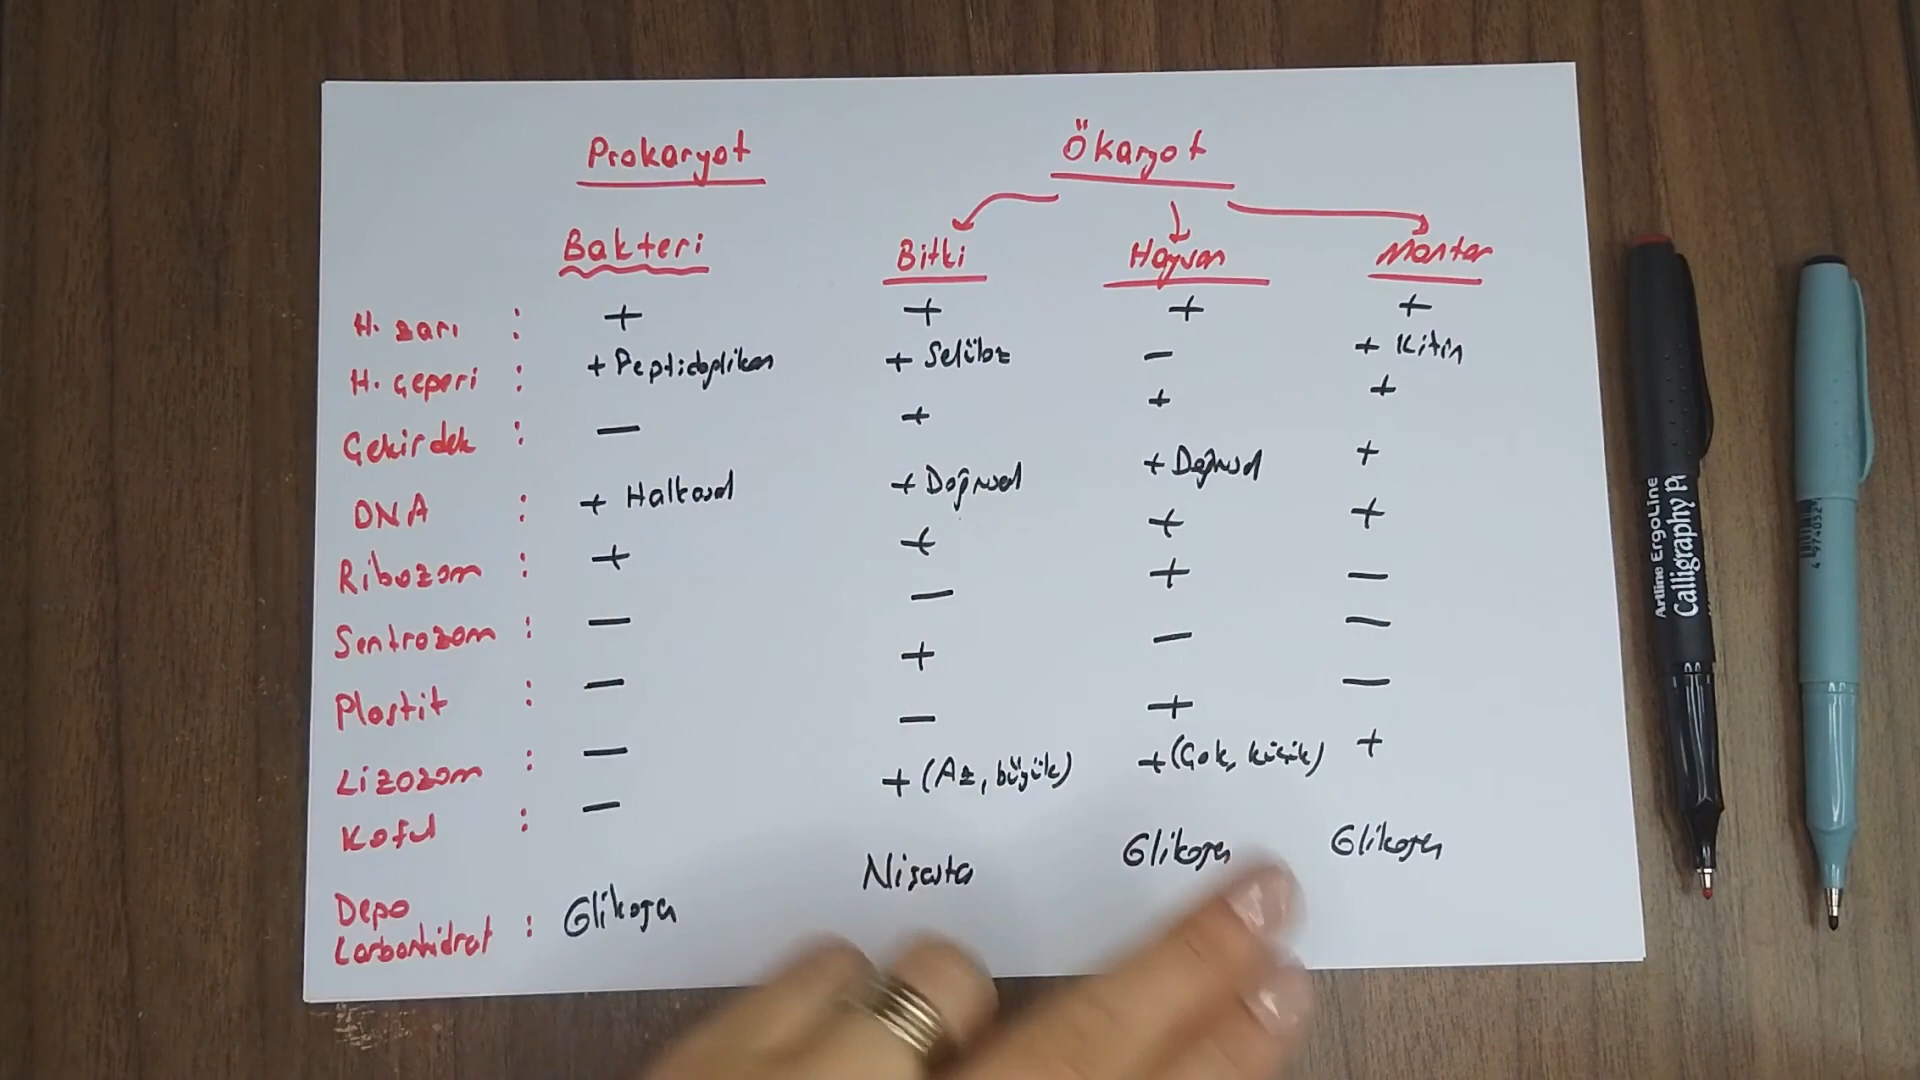 Prokaryot Ökaryot
Bakteri Bitki Hayvan Mantar
H. zarı : + + + +
H. Çeperi : + Peptidoglikan + Selüloz - + Kitin
Çekirdek : - + + +
DNA : + Halkasal + Doğrusal + Doğrusal +
Ribozom : + + + +
Sentrozom : - - + -
Plastit : - + - -
Lizozom : - - + -
Koful : - + (Az, büyük) + (Çok, küçük) +
Depo
Karbonhidrat : Glikojen Nişasta Glikojen Glikojen
Artline ErgoLine
Calligraphy Pen